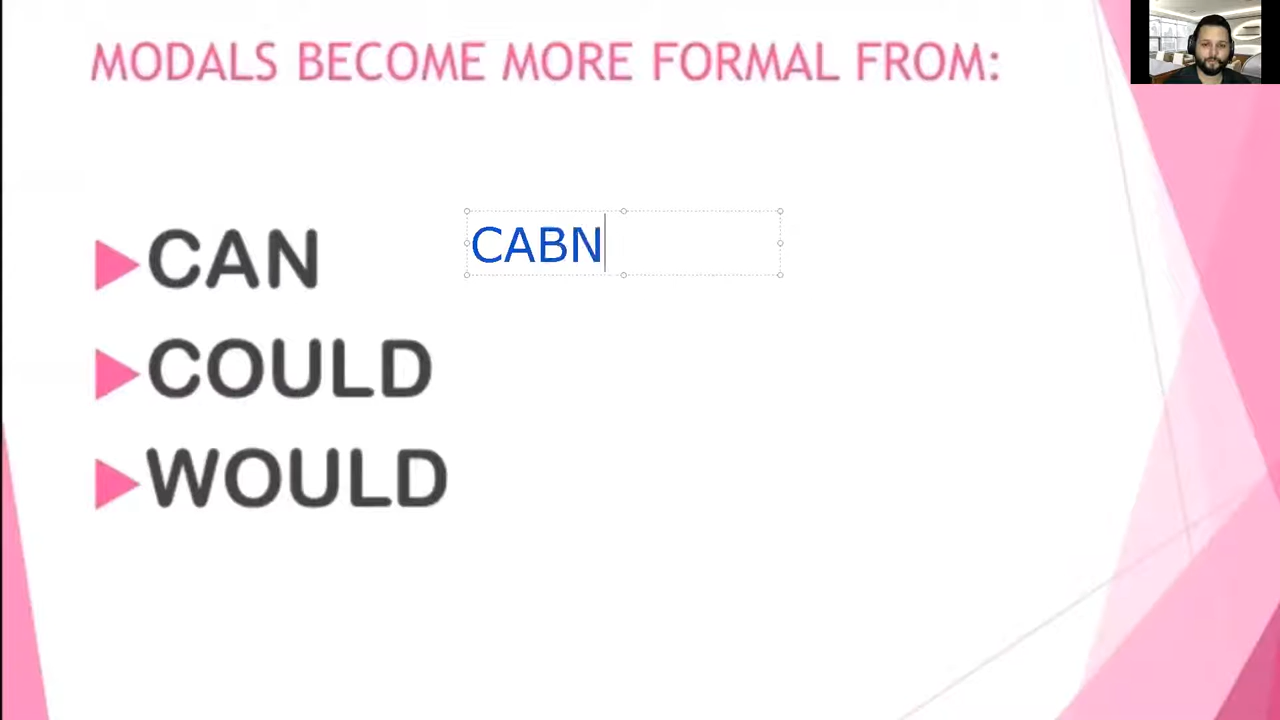 MODALS BECOME MORE FORMAL FROM:
CAN
CABN
COULD
WOULD